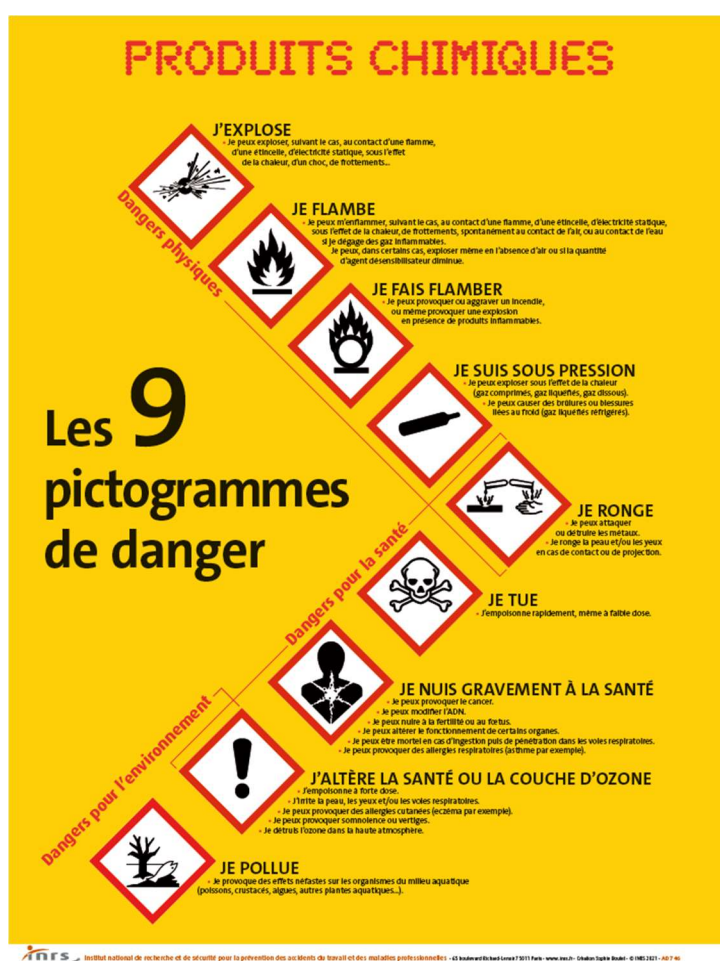 PRODUITS CHIMIQUES
J'EXPLOSE
• Je peux exploser, suivant le cas, au contact d'une flamme,
d'une étincelle, d'électricité statique, sous l'effet
de la chaleur, d'un choc, de frottements...
Dangers physiques
JE FLAMBE
• Je peux m'enflammer, suivant le cas, au contact d'une flamme, d'une étincelle, d'électricité statique,
sous l'effet de la chaleur, de frottements, spontanément au contact de l'air, ou au contact de l'eau
si je dégage des gaz inflammables.
Je peux, dans certains cas, exploser même en l'absence d'air ou si la quantité
d'agent désensibilisateur diminue.
JE FAIS FLAMBER
• Je peux provoquer ou aggraver un incendie,
ou même provoquer une explosion
en présence de produits inflammables.
JE SUIS SOUS PRESSION
• Je peux exploser sous l'effet de la chaleur
(gaz comprimés, gaz liquéfiés, gaz dissous).
• Je peux causer des brûlures ou blessures
liées au froid (gaz liquéfiés réfrigérés).
Les 9
pictogrammes
de danger
JE RONGE
• Je peux attaquer
ou détruire les métaux.
• Je ronge la peau et/ou les yeux
en cas de contact ou de projection.
Dangers pour la santé
JE TUE
• J'empoisonne rapidement, même à faible dose.
JE NUIS GRAVEMENT À LA SANTÉ
• Je peux provoquer le cancer.
• Je peux modifier l'ADN.
• Je peux nuire à la fertilité ou au fœtus.
• Je peux altérer le fonctionnement de certains organes.
• Je peux être mortel en cas d'ingestion puis de pénétration dans les voies respiratoires.
• Je peux provoquer des allergies respiratoires (asthme par exemple).
Dangers pour l'environnement
J'ALTÈRE LA SANTÉ OU LA COUCHE D'OZONE
• J'empoisonne à forte dose.
• J'irrite la peau, les yeux et/ou les voies respiratoires.
• Je peux provoquer des allergies cutanées (eczéma par exemple).
• Je peux provoquer somnolence ou vertiges.
• Je détruis l'ozone dans la haute atmosphère.
JE POLLUE
• Je provoque des effets néfastes sur les organismes du milieu aquatique
(poissons, crustacés, algues, autres plantes aquatiques...).
inrs Institut national de recherche et de sécurité pour la prévention des accidents du travail et des maladies professionnelles • 65 boulevard Richard-Lenoir 75011 Paris • www.inrs.fr • Création Sophie Boulet • © INRS 2021 • AD 746